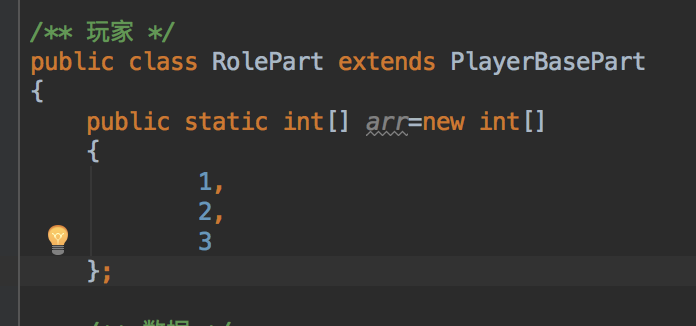 /** 玩家 */
public class RolePart extends PlayerBasePart
{
    public static int[] arr=new int[]
    {
            1,
            2,
            3
    };